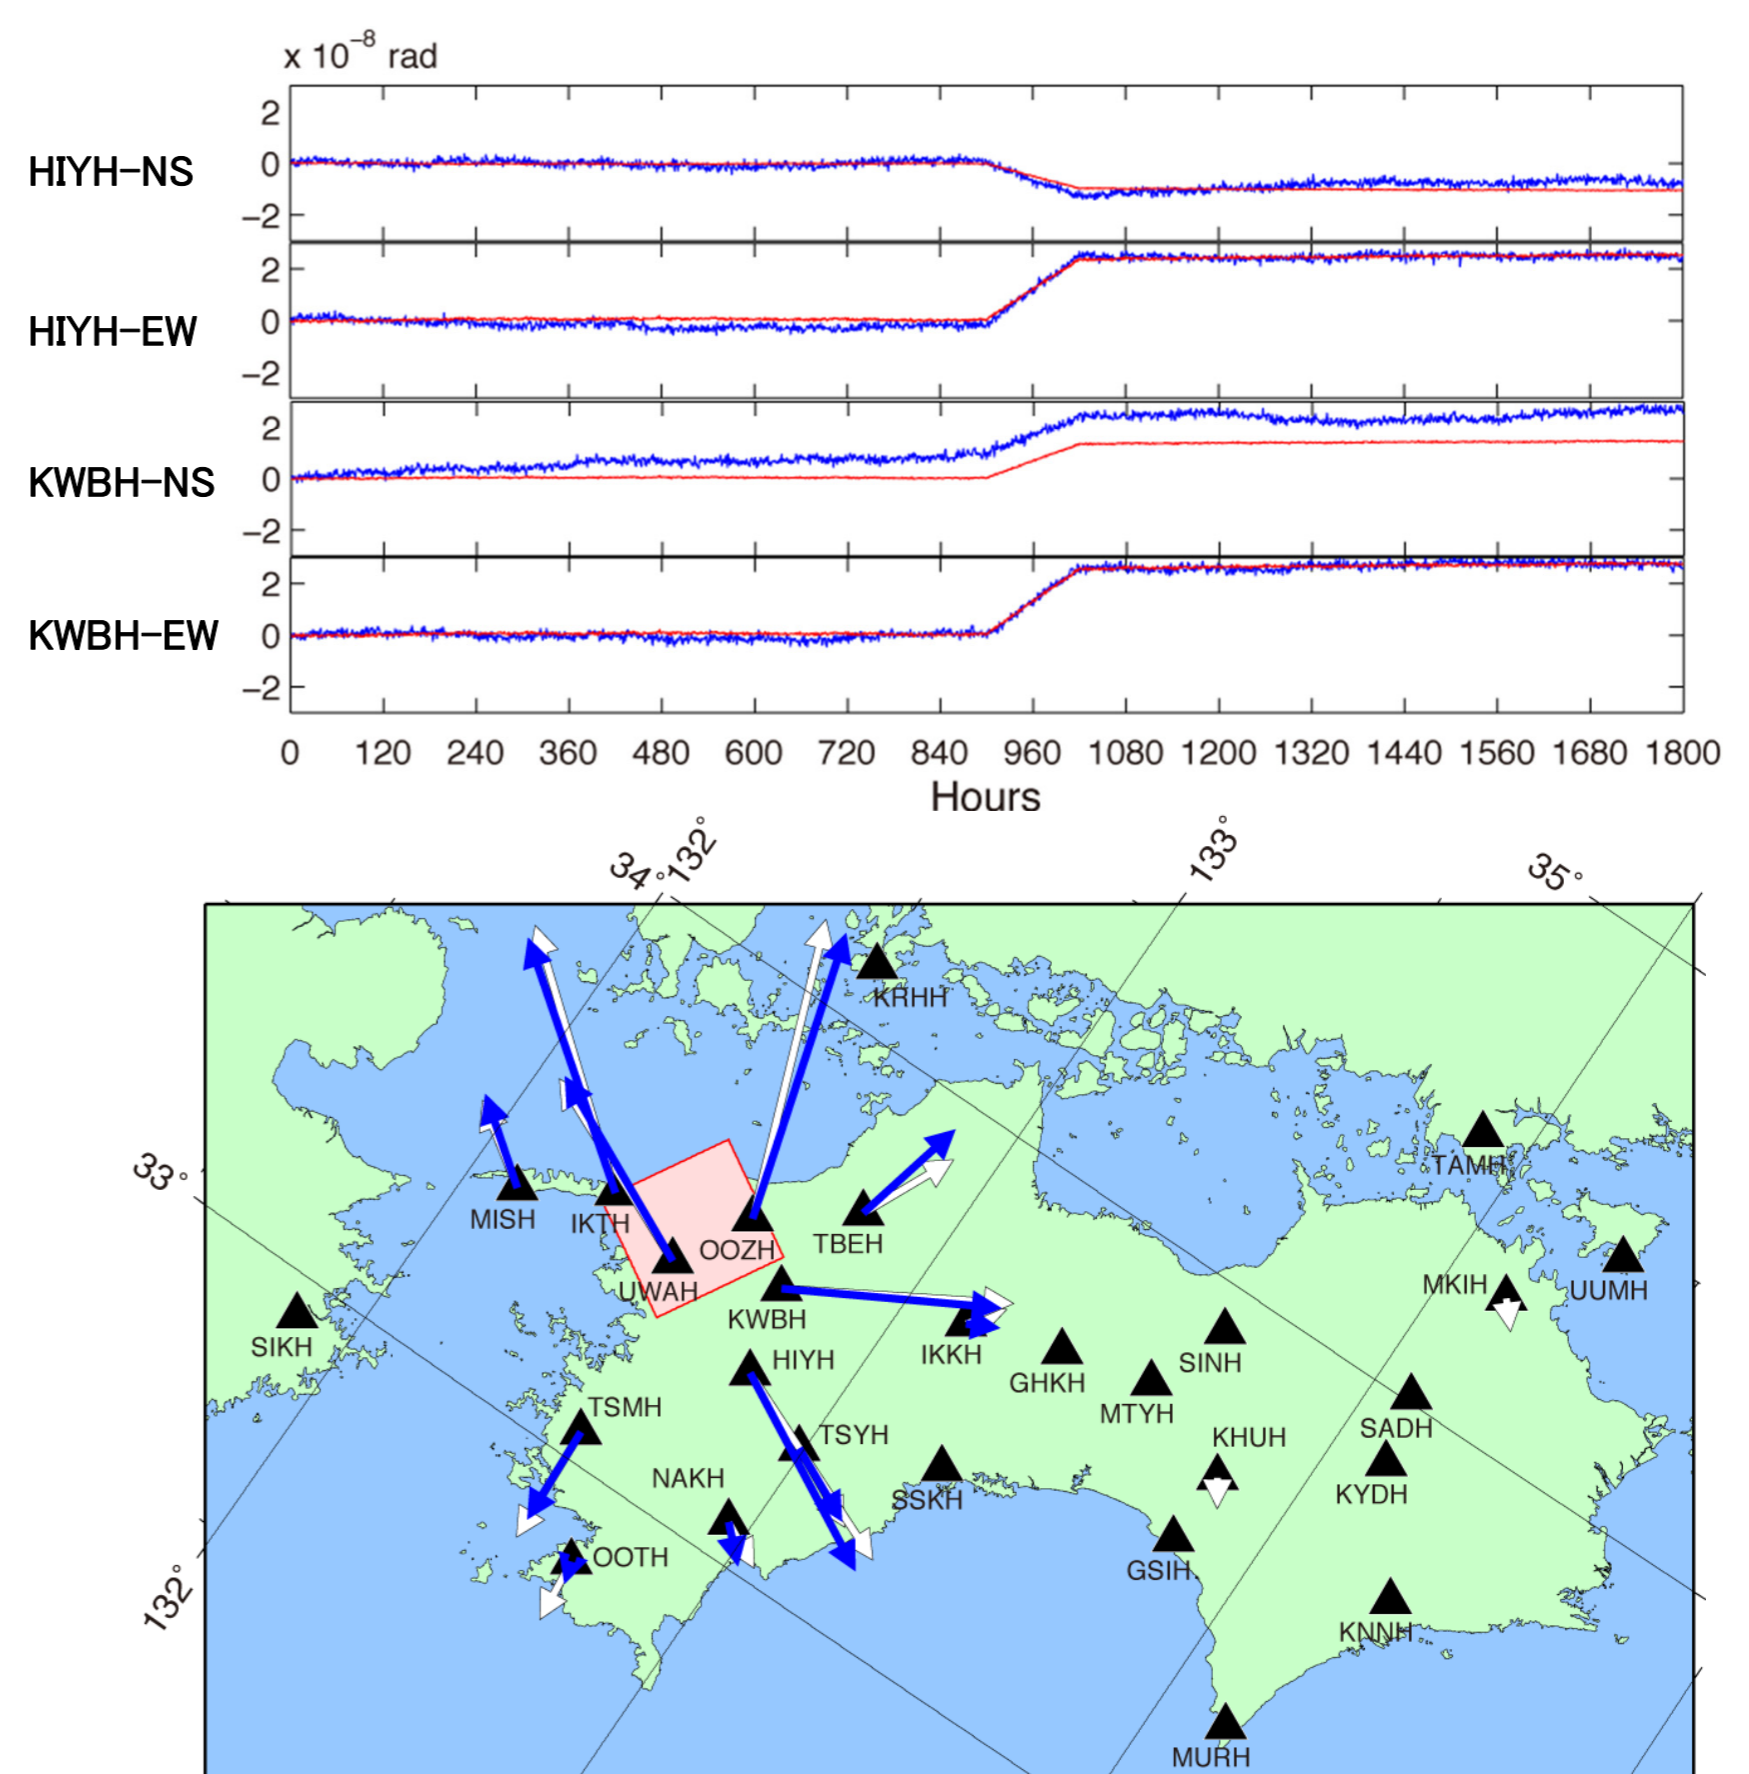 x 10−8 rad
HIYH−NS
2
0
−2
HIYH−EW
2
0
−2
KWBH−NS
2
0
−2
KWBH−EW
2
0
−2
0 120 240 360 480 600 720 840 960 1080 1200 1320 1440 1560 1680 1800
Hours
34° 132° 133° 35°
KRHH
TAMH
33°
MISH IKTH
OOZH TBEH
UWAH
MKIH UUMH
KWBH
SIKH
IKKH
HIYH
SINH
GHKH
TSMH
MTYH
SADH
TSYH KHUH
NAKH
SSKH
KYDH
OOTH
GSIH
132°
KNNH
MURH